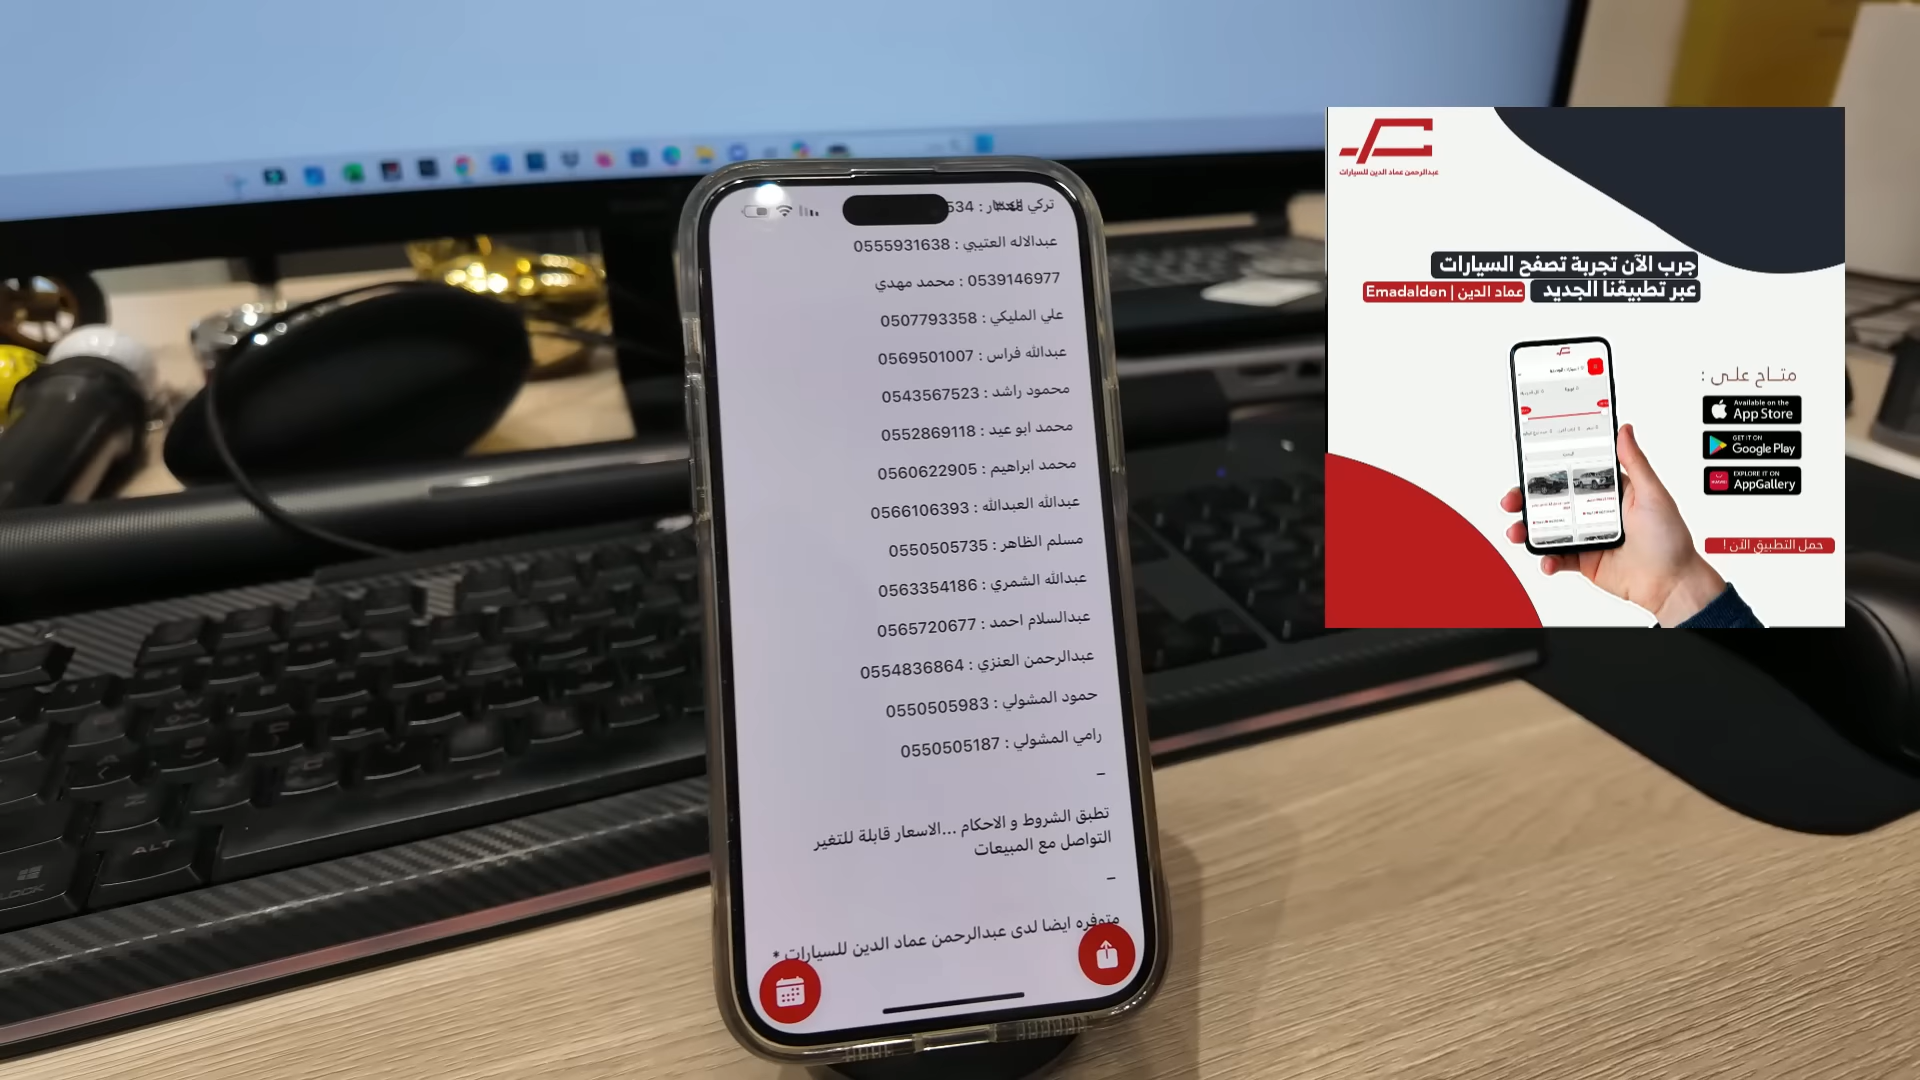 تركي : 534
عبدالاله العتيبي : 0555931638
0539146977 : محمد مهدي
علي المليكي : 0507793358
عبدالله فراس : 0569501007
محمود راشد : 0543567523
محمد ابو عيد : 0552869118
محمد ابراهيم : 0560622905
عبدالله العبدالله : 0566106393
مسلم الظاهر : 0550505735
عبدالله الشمري : 0563354186
عبدالسلام احمد : 0565720677
عبدالرحمن العنزي : 0554836864
حمود المشولي : 0550505983
رامي المشولي : 0550505187
–
تطبق الشروط و الاحكام ...الاسعار قابلة للتغير
التواصل مع المبيعات
–
متوفره ايضا لدى عبدالرحمن عماد الدين للسيارات *
عبدالرحمن عماد الدين للسيارات
جرب الآن تجربة تصفح السيارات
عبر تطبيقنا الجديد عماد الدين | Emadalden
متاح على :
Available on the
App Store
GET IT ON
Google Play
EXPLORE IT ON
AppGallery
حمل التطبيق الآن !
ALT
LOCK